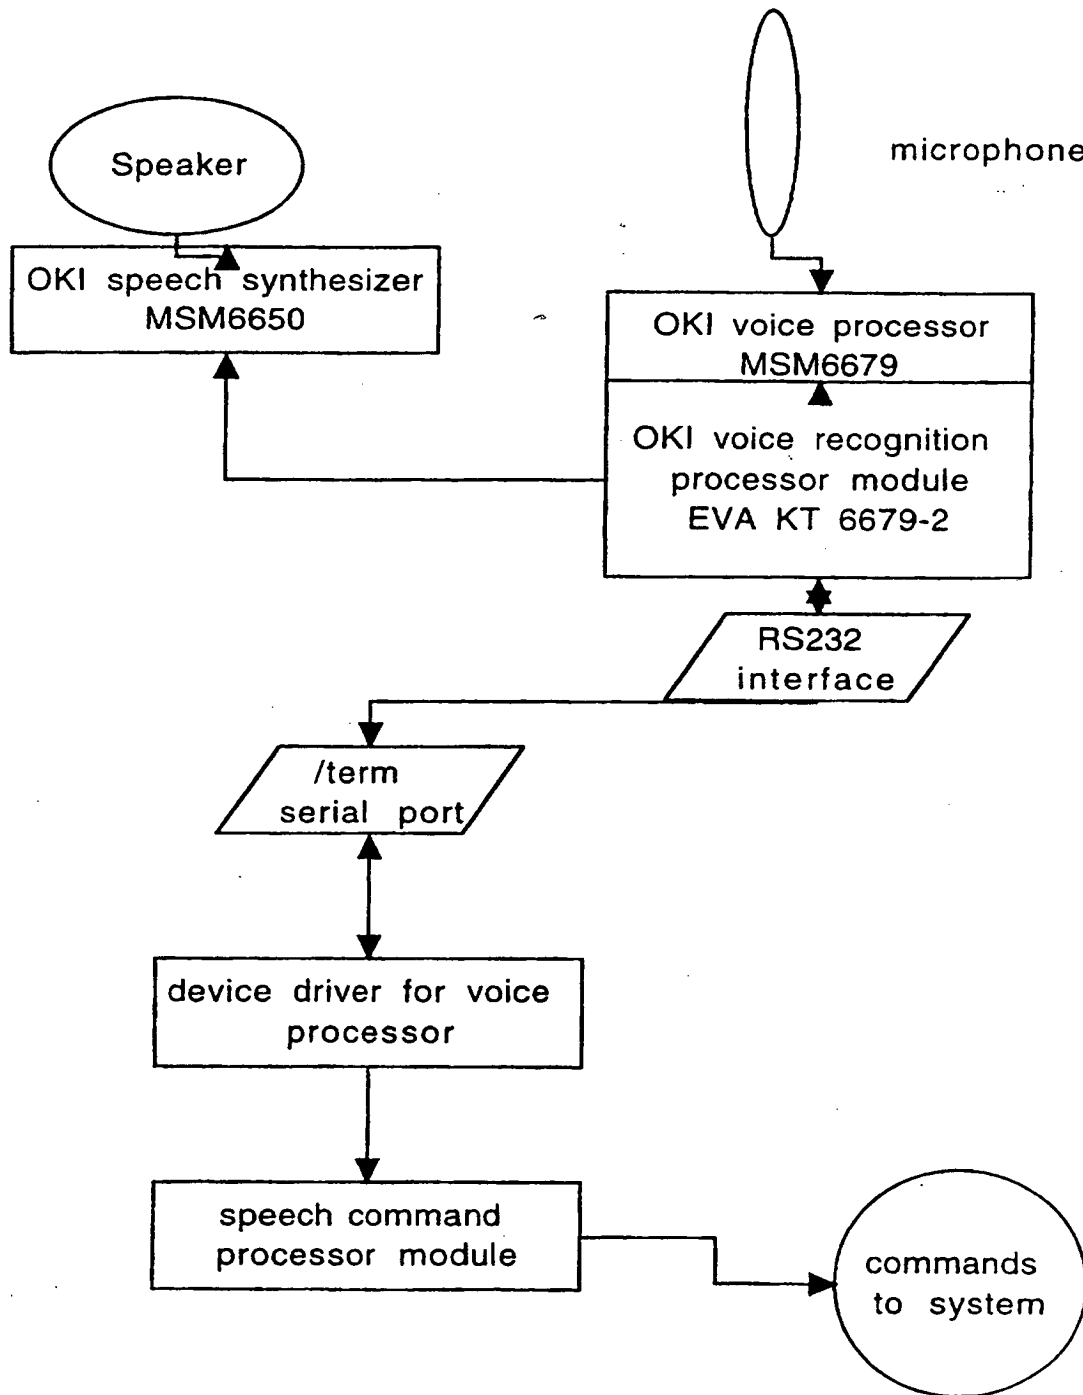 microphone
Speaker
OKI speech synthesizer
MSM6650
OKI voice processor
MSM6679
OKI voice recognition
processor module
EVA KT 6679-2
RS232
interface
/term
serial port
device driver for voice
processor
speech command
processor module
commands
to system